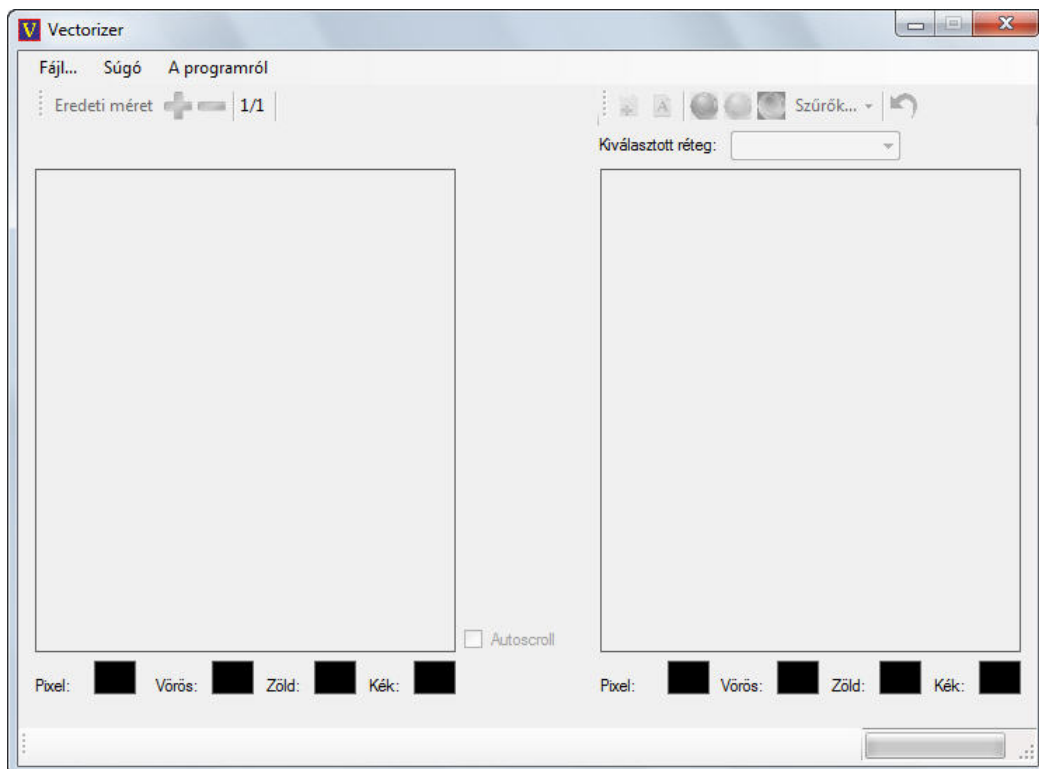 V Vectorizer
Fájl... Súgó A programról
Eredeti méret 1/1 A Szűrők...
Kiválasztott réteg:
Autoscroll
Pixel: Vörös: Zöld: Kék: Pixel: Vörös: Zöld: Kék: